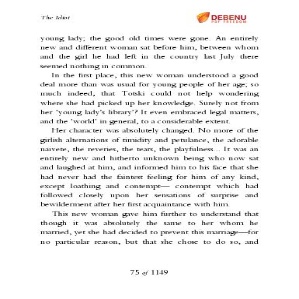 The Idiot
DEBENU
young lady; the good old times were gone. An entirely
new and different woman sat before him, between whom
and the girl he had left in the country last July there
seemed nothing in common.
In the first place, this new woman understood a good
deal more than was usual for young people of her age; so
much indeed, that Totski could not help wondering
where she had picked up her knowledge. Surely not from
her 'young lady's library'? It even embraced legal matters,
and the 'world' in general, to a considerable extent.
Her character was absolutely changed. No more of the
girlish alternations of timidity and petulance, the adorable
naivete, the reveries, the tears, the playfulness... It was an
entirely new and hitherto unknown being who now sat
and laughed at him, and informed him to his face that she
had never had the faintest feeling for him of any kind,
except loathing and contempt— contempt which had
followed closely upon her sensations of surprise and
bewilderment after her first acquaintance with him.
This new woman gave him further to understand that
though it was absolutely the same to her whom he
married, yet she had decided to prevent this marriage—for
no particular reason, but that she chose to do so, and
75 of 1149